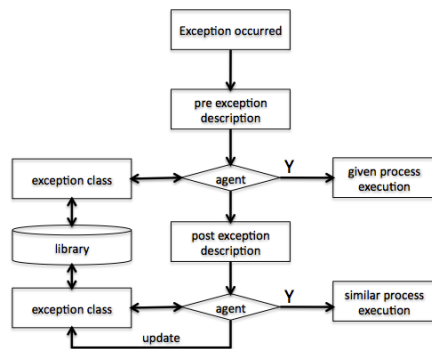 Exception occurred
pre exception
description
exception class
agent
Y
given process
execution
library
post exception
description
exception class
agent
Y
similar process
execution
update